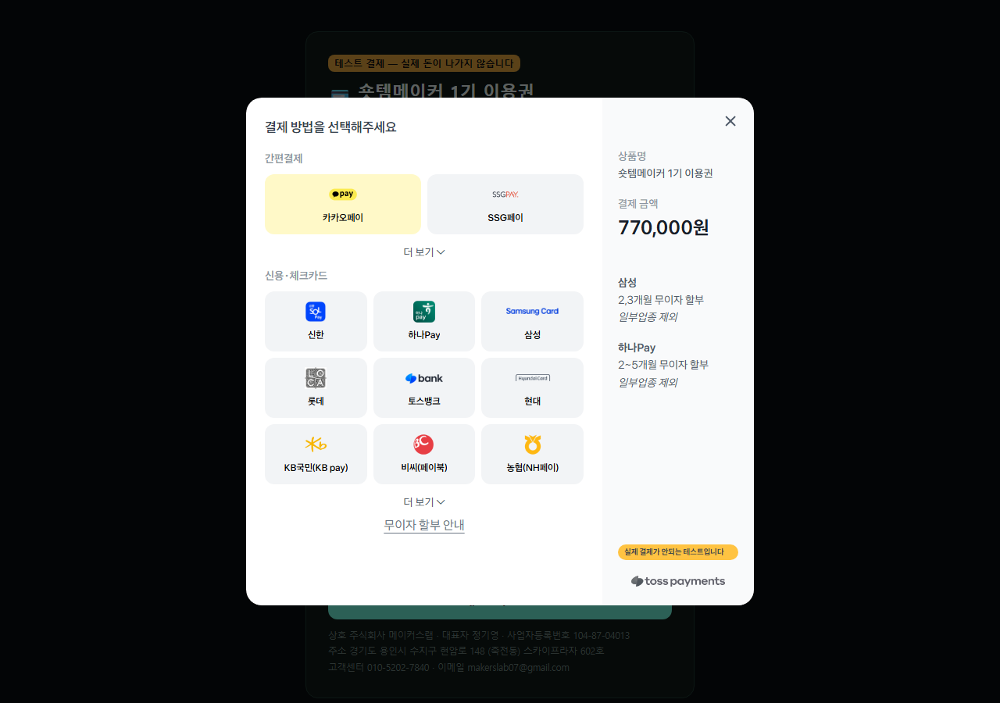 테스트 결제 — 실제 돈이 나가지 않습니다
숏템메이커 1기 이용권
결제 방법을 선택해주세요
간편결제
pay
카카오페이
SSGPAY.
SSG페이
더 보기
신용·체크카드
신한 SOL Pay
신한
하나 pay
하나Pay
Samsung Card
삼성
LOCA
롯데
bank
토스뱅크
Hyundai Card
현대
KB국민(KB pay)
BC
비씨(페이북)
농협(NH페이)
더 보기
무이자 할부 안내
상품명
숏템메이커 1기 이용권
결제 금액
770,000원
삼성
2,3개월 무이자 할부
일부업종 제외
하나Pay
2~5개월 무이자 할부
일부업종 제외
실제 결제가 안되는 테스트입니다
toss payments
상호 주식회사 메이커스랩 · 대표자 정기영 · 사업자등록번호 104-87-04013
주소 경기도 용인시 수지구 현암로 148 (죽전동) 스카이프라자 602호
고객센터 010-5202-7840 · 이메일 makerslab07@gmail.com